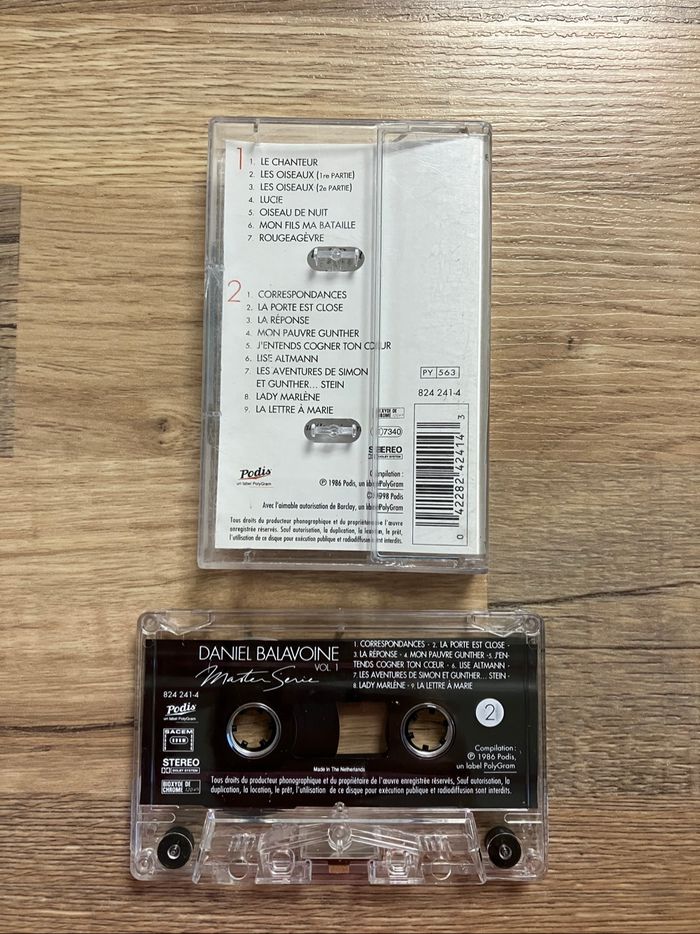 1
1. LE CHANTEUR
2. LES OISEAUX (1re PARTIE)
3. LES OISEAUX (2e PARTIE)
4. LUCIE
5. OISEAU DE NUIT
6. MON FILS MA BATAILLE
7. ROUGEAGÈVRE
2
1. CORRESPONDANCES
2. LA PORTE EST CLOSE
3. LA RÉPONSE
4. MON PAUVRE GUNTHER
5. J'ENTENDS COGNER TON CŒUR
6. LISE ALTMANN
7. LES AVENTURES DE SIMON
ET GUNTHER... STEIN
8. LADY MARLÈNE
9. LA LETTRE À MARIE
PY 563
824 241-4
BIOXYDE DE
CHROME
7340
STEREO
DOLBY SYSTEM
Podis
un label PolyGram
Compilation :
℗ 1986 Podis, un label PolyGram
1998 Podis
Avec l'aimable autorisation de Barclay, un label PolyGram
Tous droits du producteur phonographique et du propriétaire de l'œuvre
enregistrée réservés. Sauf autorisation, la duplication, la location, le prêt,
l'utilisation de ce disque pour exécution publique et radiodiffusion sont interdits.
0 42282 42414 3
DANIEL BALAVOINE
VOL. 1
Master Serie
1. CORRESPONDANCES · 2. LA PORTE EST CLOSE ·
3. LA RÉPONSE · 4. MON PAUVRE GUNTHER · 5. J'EN-
TENDS COGNER TON CŒUR · 6. LISE ALTMANN ·
7. LES AVENTURES DE SIMON ET GUNTHER... STEIN ·
8. LADY MARLÈNE · 9. LA LETTRE À MARIE
824 241-4
Podis
un label PolyGram
SACEM
STEREO
DOLBY SYSTEM
BIOXYDE DE
CHROME
2
Compilation :
℗ 1986 Podis,
un label PolyGram
Made in The Netherlands
Tous droits du producteur phonographique et du propriétaire de l'œuvre enregistrée réservés, Sauf autorisation, la
duplication, la location, le prêt, l'utilisation de ce disque pour exécution publique et radiodiffusion sont interdits.